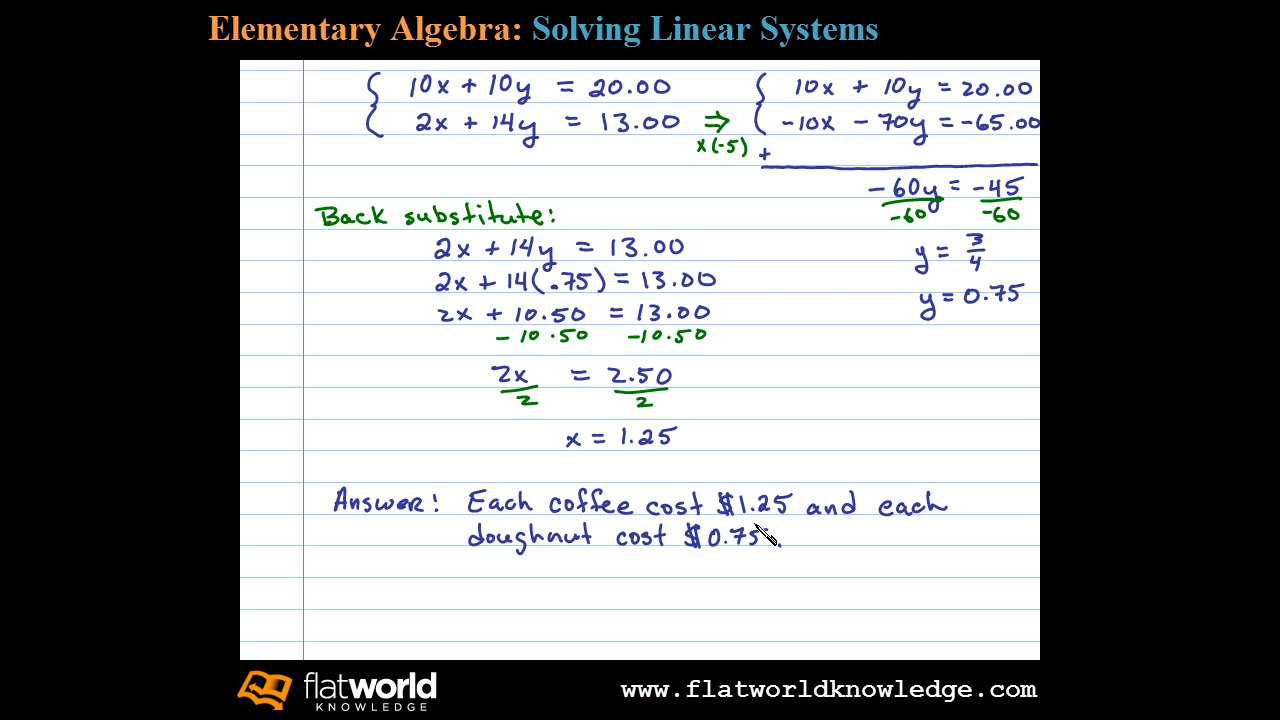 Elementary Algebra: Solving Linear Systems
{ 10x + 10y = 20.00
2x + 14y = 13.00 ⇒ x(-5)
{ 10x + 10y = 20.00
-10x - 70y = -65.00
+
-60y = -45
-60 -60
y = 3/4
y = 0.75
Back substitute:
2x + 14y = 13.00
2x + 14(.75) = 13.00
2x + 10.50 = 13.00
-10.50 -10.50
2x = 2.50
2 2
x = 1.25
Answer: Each coffee cost $1.25 and each
doughnut cost $0.75.
flatworld
KNOWLEDGE
www.flatworldknowledge.com